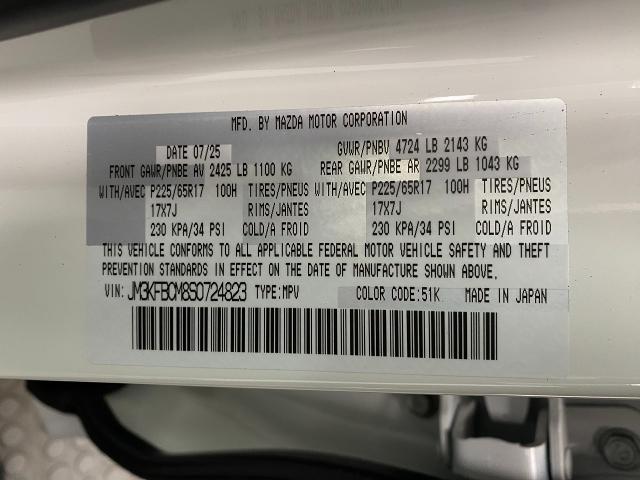 MFD. BY MAZDA MOTOR CORPORATION
DATE 07/25 GVWR/PNBV 4724 LB 2143 KG
FRONT GAWR/PNBE AV 2425 LB 1100 KG REAR GAWR/PNBE AR 2299 LB 1043 KG
WITH/AVEC P225/65R17 100H TIRES/PNEUS WITH/AVEC P225/65R17 100H TIRES/PNEUS
17X7J RIMS/JANTES 17X7J RIMS/JANTES
230 KPA/34 PSI COLD/A FROID 230 KPA/34 PSI COLD/A FROID
THIS VEHICLE CONFORMS TO ALL APPLICABLE FEDERAL MOTOR VEHICLE SAFETY AND THEFT
PREVENTION STANDARDS IN EFFECT ON THE DATE OF MANUFACTURE SHOWN ABOVE.
VIN: JM3KFBCM8S0724823 TYPE:MPV COLOR CODE:51K MADE IN JAPAN